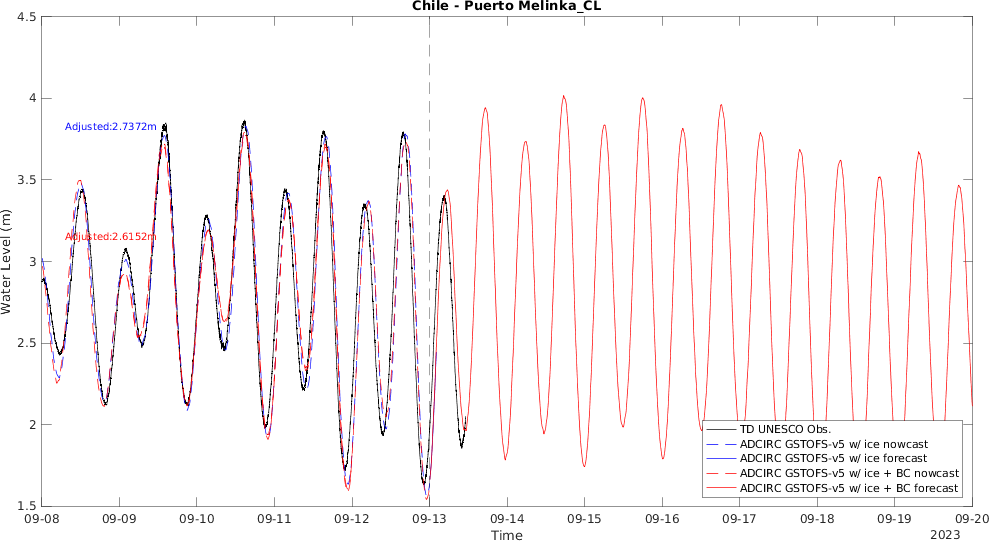 Chile - Puerto Melinka_CL
4.5
4
3.5
3
2.5
2
1.5
Water Level (m)
Adjusted:2.7372m
Adjusted:2.6152m
TD UNESCO Obs.
ADCIRC GSTOFS-v5 w/ ice nowcast
ADCIRC GSTOFS-v5 w/ ice forecast
ADCIRC GSTOFS-v5 w/ ice + BC nowcast
ADCIRC GSTOFS-v5 w/ ice + BC forecast
09-08 09-09 09-10 09-11 09-12 09-13 09-14 09-15 09-16 09-17 09-18 09-19 09-20
Time
2023